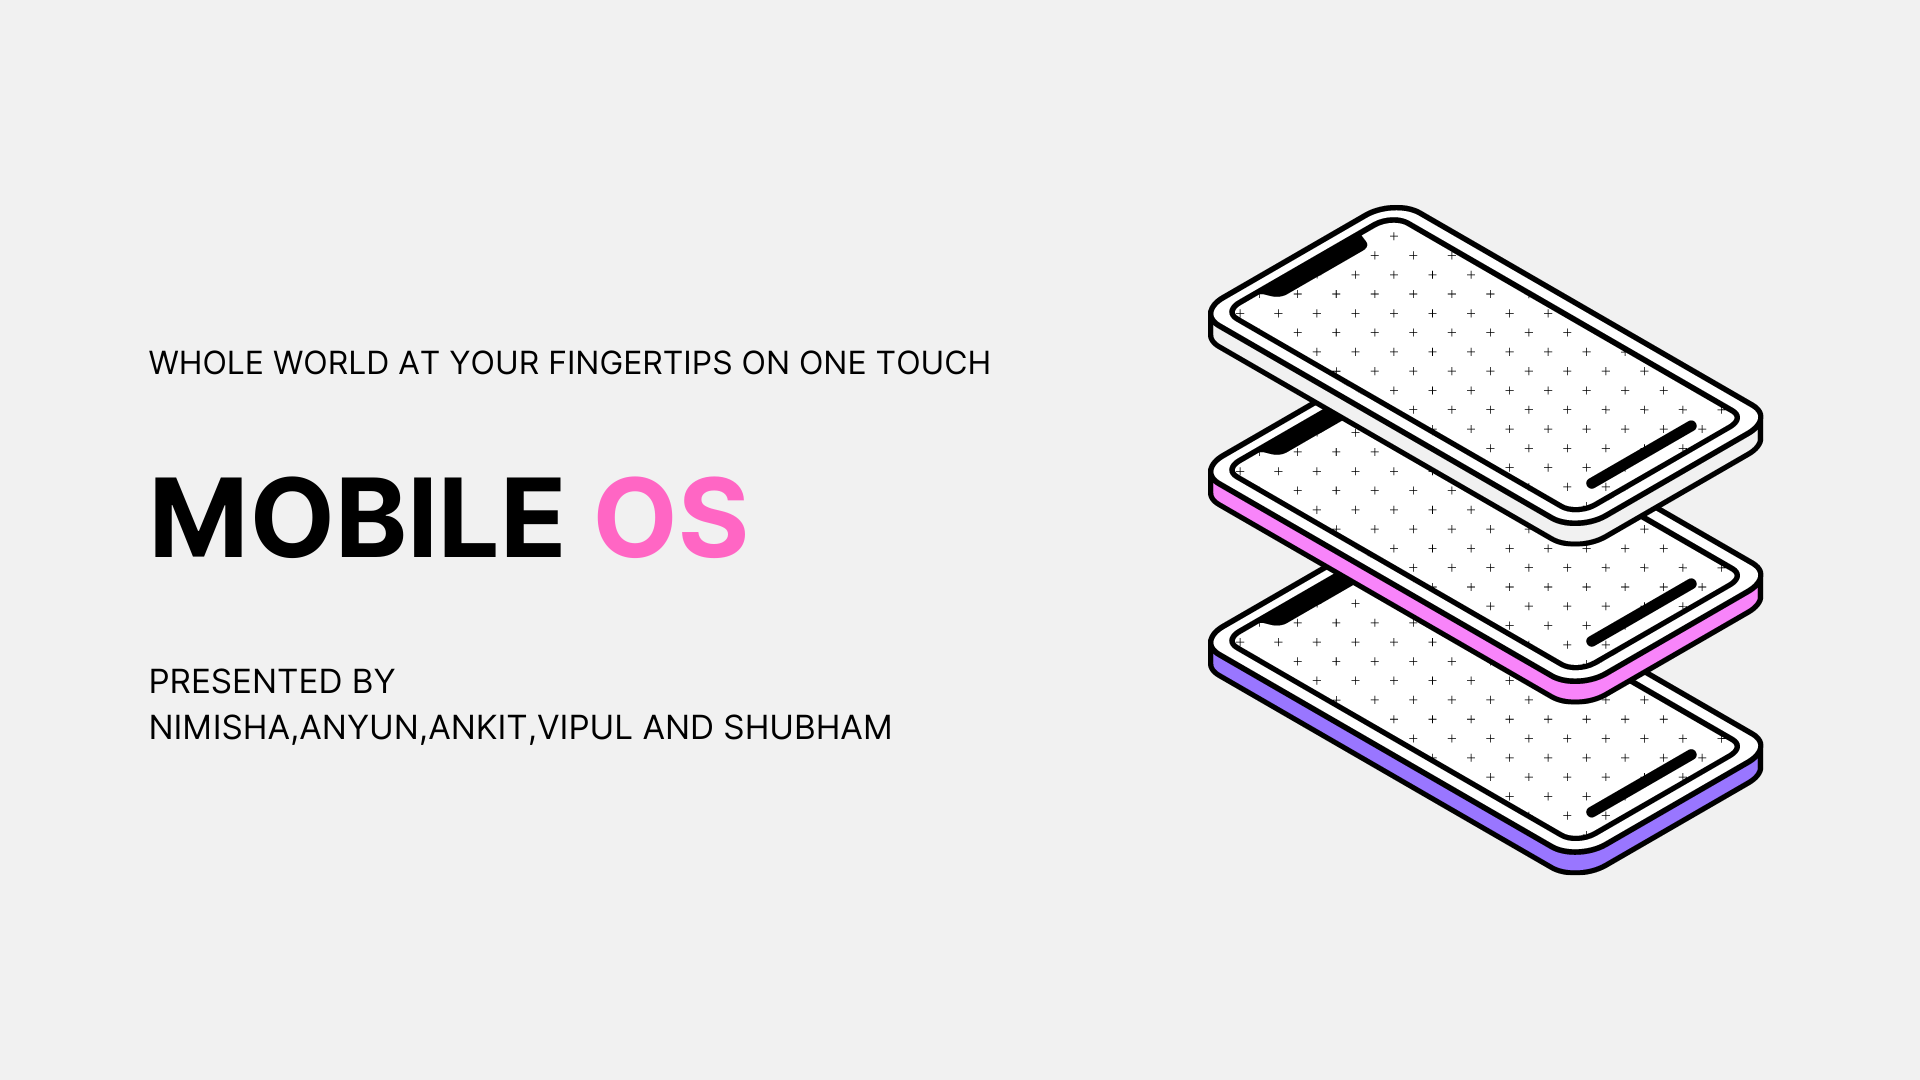 WHOLE WORLD AT YOUR FINGERTIPS ON ONE TOUCH
MOBILE OS
PRESENTED BY
NIMISHA,ANYUN,ANKIT,VIPUL AND SHUBHAM